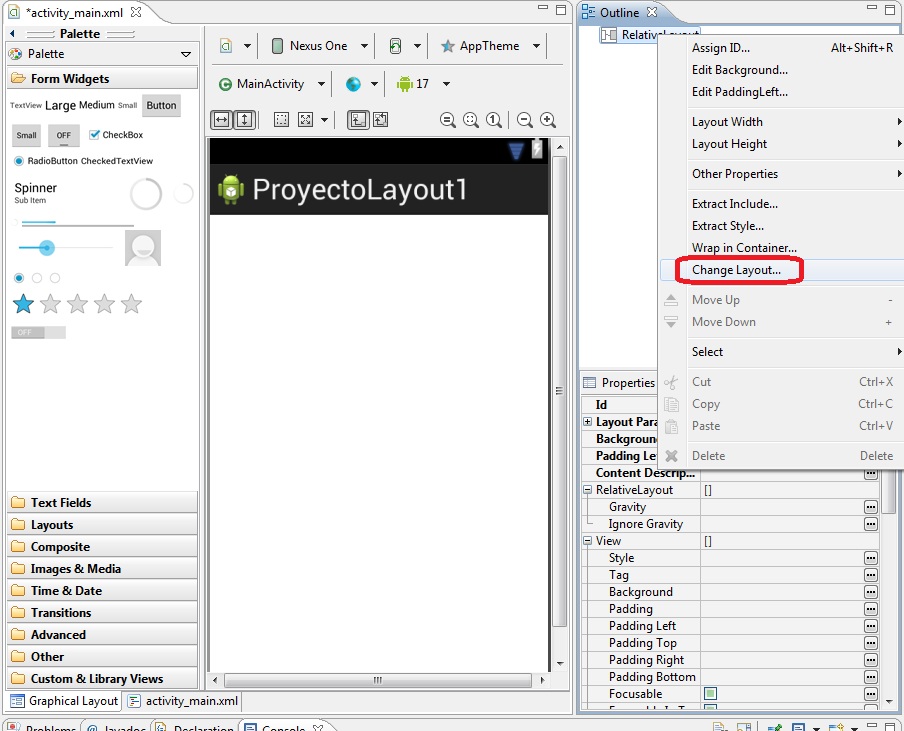 *activity_main.xml
Palette
Palette
Form Widgets
TextView Large Medium Small Button
Small OFF CheckBox
RadioButton CheckedTextView
Spinner
Sub Item
OFF
Text Fields
Layouts
Composite
Images & Media
Time & Date
Transitions
Advanced
Other
Custom & Library Views
Graphical Layout
activity_main.xml
Nexus One
AppTheme
MainActivity
17
ProyectoLayout1
Outline
RelativeLayout
Assign ID... Alt+Shift+R
Edit Background...
Edit PaddingLeft...
Layout Width
Layout Height
Other Properties
Extract Include...
Extract Style...
Wrap in Container...
Change Layout...
Move Up -
Move Down +
Select
Cut Ctrl+X
Copy Ctrl+C
Paste Ctrl+V
Delete Delete
Properties
Id
Layout Para
Background
Padding Le
Content Descrip...
RelativeLayout []
Gravity
Ignore Gravity
View []
Style
Tag
Background
Padding
Padding Left
Padding Top
Padding Right
Padding Bottom
Focusable
Problems @ Javadoc Declaration Console